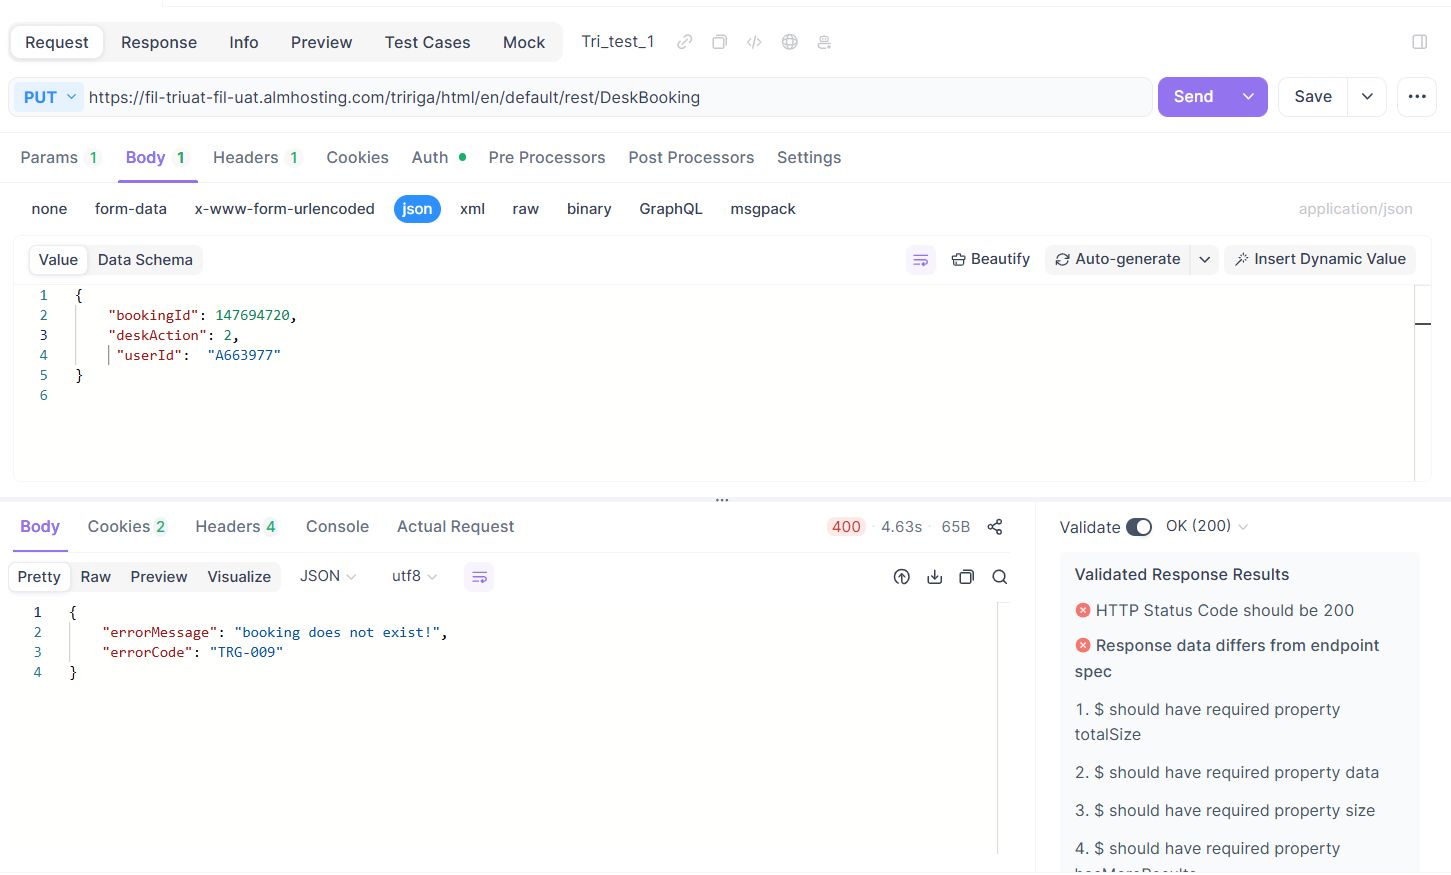 Request Response Info Preview Test Cases Mock Tri_test_1
PUT https://fil-triuat-fil-uat.almhosting.com/tririga/html/en/default/rest/DeskBooking Send Save
Params 1 Body 1 Headers 1 Cookies Auth Pre Processors Post Processors Settings
none form-data x-www-form-urlencoded json xml raw binary GraphQL msgpack application/json
Value Data Schema Beautify Auto-generate Insert Dynamic Value
1 {
2 "bookingId": 147694720,
3 "deskAction": 2,
4 "userId": "A663977"
5 }
6
Body Cookies 2 Headers 4 Console Actual Request 400 · 4.63s · 65B
Pretty Raw Preview Visualize JSON utf8
1 {
2 "errorMessage": "booking does not exist!",
3 "errorCode": "TRG-009"
4 }
Validate OK (200)
Validated Response Results
HTTP Status Code should be 200
Response data differs from endpoint
spec
1. $ should have required property
totalSize
2. $ should have required property data
3. $ should have required property size
4. $ should have required property